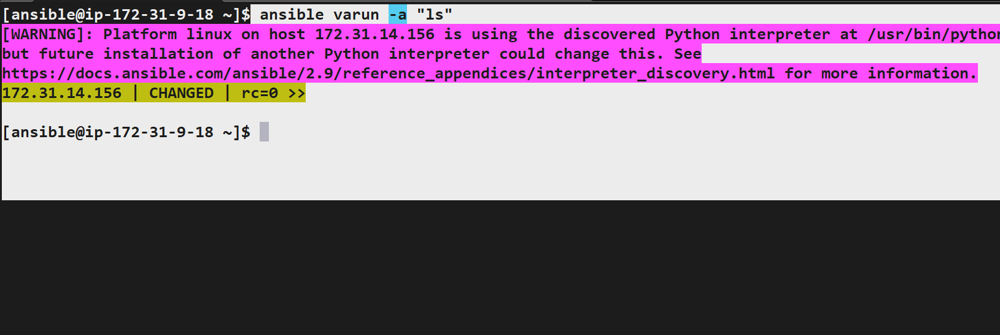 [ansible@ip-172-31-9-18 ~]$ ansible varun -a "ls"
[WARNING]: Platform linux on host 172.31.14.156 is using the discovered Python interpreter at /usr/bin/python
but future installation of another Python interpreter could change this. See
https://docs.ansible.com/ansible/2.9/reference_appendices/interpreter_discovery.html for more information.
172.31.14.156 | CHANGED | rc=0 >>
[ansible@ip-172-31-9-18 ~]$